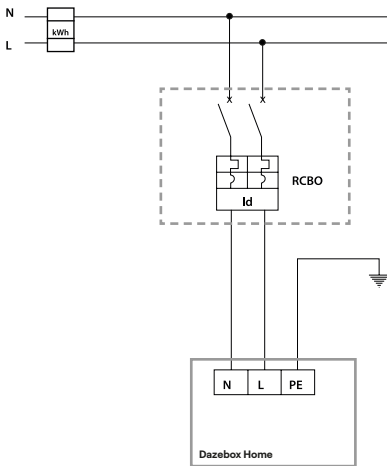 N
kWh
L
RCBO
Id
N L PE
Dazebox Home